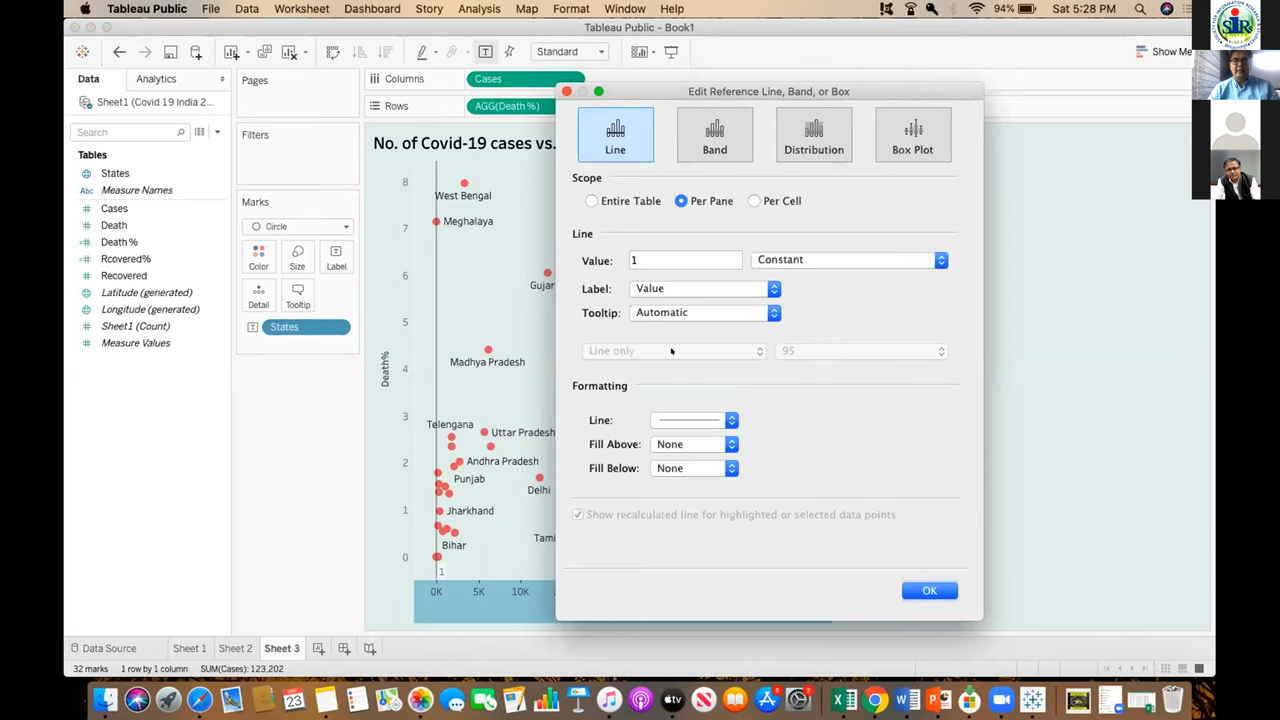 Tableau Public File Data Worksheet Dashboard Story Analysis Map Format Window Help 94% Sat 5:28 PM
Tableau Public - Book1
Standard Show Me
Data Analytics
Sheet1 (Covid 19 India 2...
Search
Tables
States
Abc Measure Names
Cases
Death
Death %
Rcovered%
Recovered
Latitude (generated)
Longitude (generated)
Sheet1 (Count)
Measure Values
Pages
Filters
Marks
Circle
Color Size Label
Detail Tooltip
States
Columns Cases
Rows AGG(Death %)
No. of Covid-19 cases vs.
Death%
8
7
6
5
4
3
2
1
0
West Bengal
Meghalaya
Gujar
Madhya Pradesh
Telengana
Uttar Pradesh
Andhra Pradesh
Punjab
Delhi
Jharkhand
Tami
Bihar
1
0K 5K 10K
Edit Reference Line, Band, or Box
Line Band Distribution Box Plot
Scope
Entire Table Per Pane Per Cell
Line
Value: 1 Constant
Label: Value
Tooltip: Automatic
Line only 95
Formatting
Line:
Fill Above: None
Fill Below: None
Show recalculated line for highlighted or selected data points
OK
Data Source Sheet 1 Sheet 2 Sheet 3
32 marks 1 row by 1 column SUM(Cases): 123,202